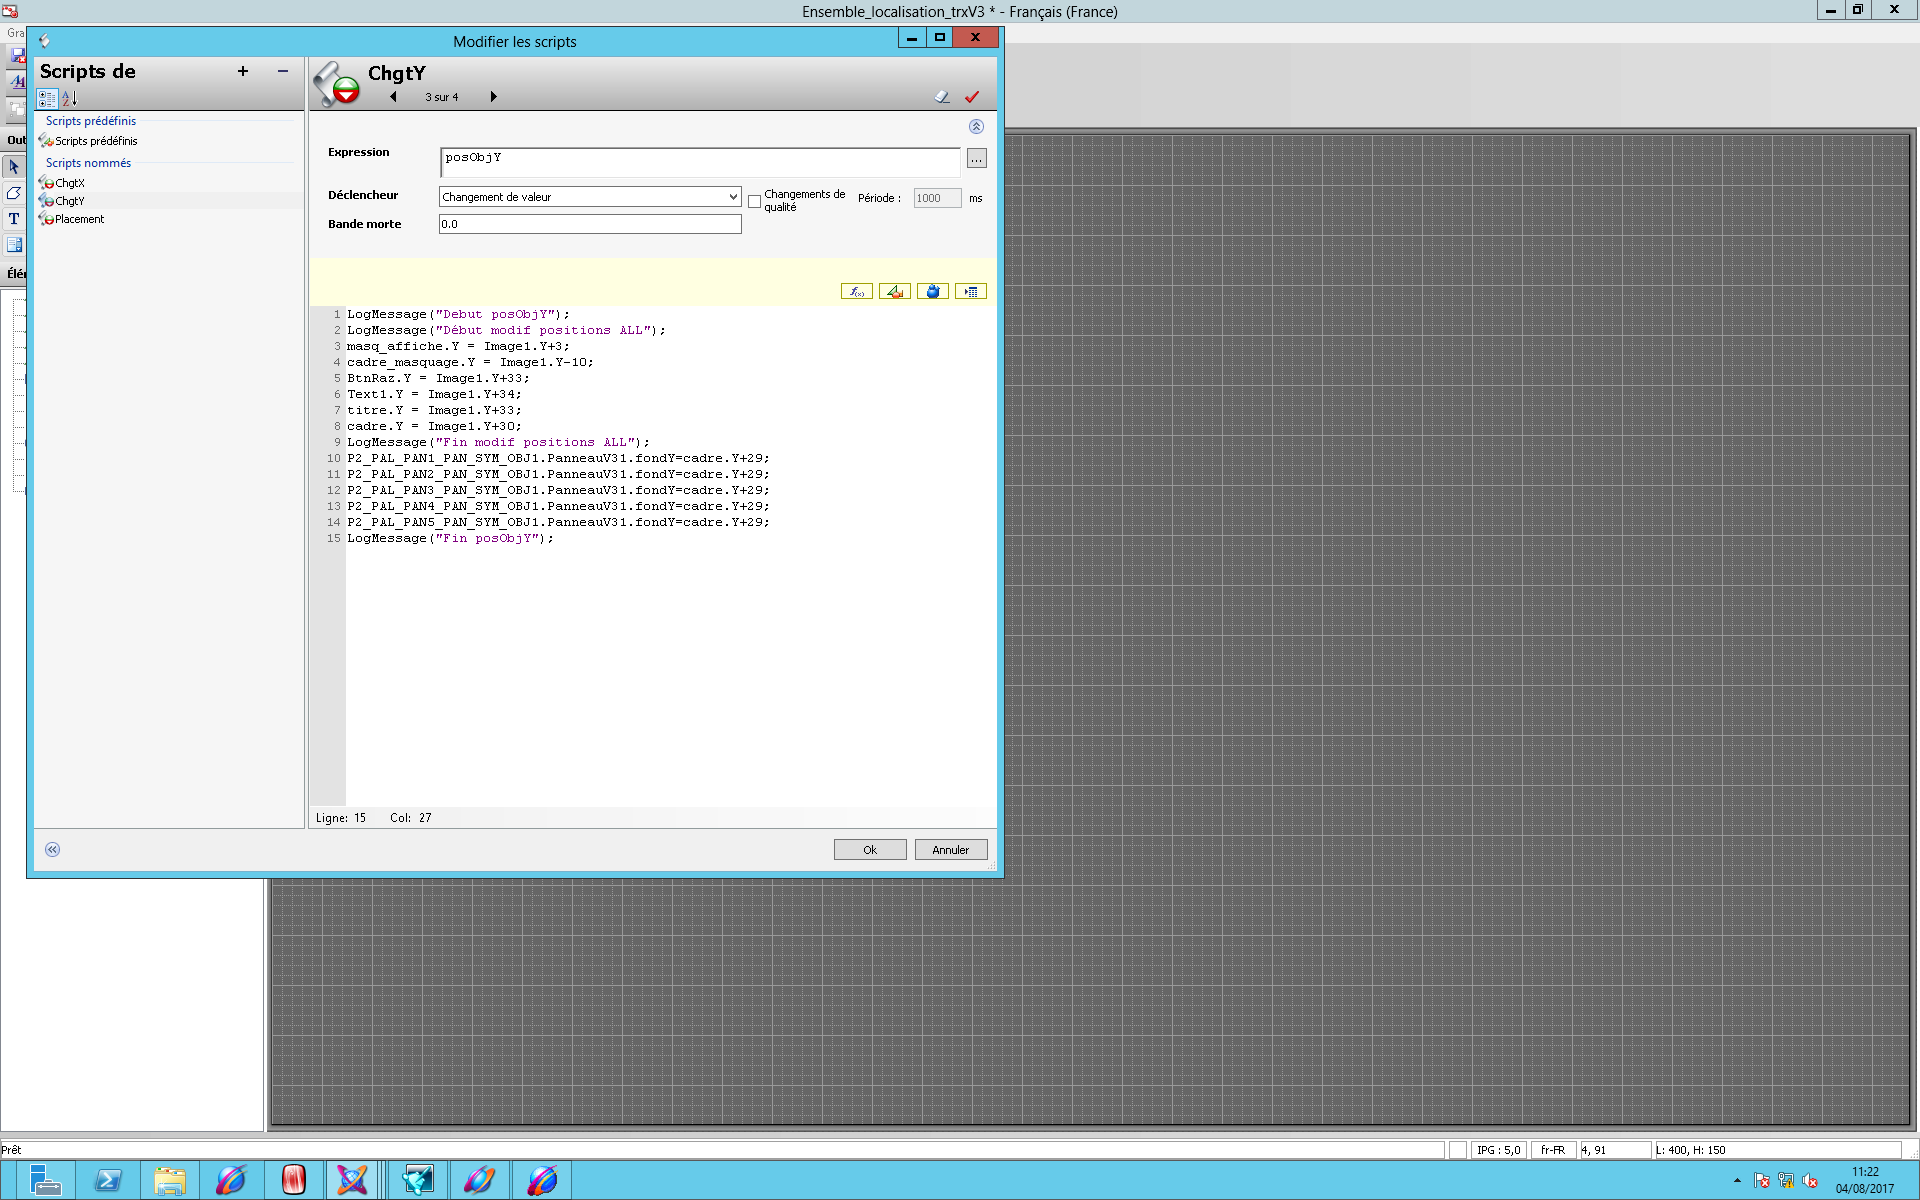 Ensemble_localisation_trxV3 * - Français (France)
Gra
Modifier les scripts
Scripts de
+ −
ChgtY
3 sur 4
Scripts prédéfinis
Scripts prédéfinis
Scripts nommés
ChgtX
ChgtY
Placement
Out
T
Élé
Expression
posObjY
...
Déclencheur
Changement de valeur
Changements de qualité
Période :
1000
ms
Bande morte
0.0
1 LogMessage("Debut posObjY");
2 LogMessage("Début modif positions ALL");
3 masq_affiche.Y = Image1.Y+3;
4 cadre_masquage.Y = Image1.Y-10;
5 BtnRaz.Y = Image1.Y+33;
6 Text1.Y = Image1.Y+34;
7 titre.Y = Image1.Y+33;
8 cadre.Y = Image1.Y+30;
9 LogMessage("Fin modif positions ALL");
10 P2_PAL_PAN1_PAN_SYM_OBJ1.PanneauV31.fondY=cadre.Y+29;
11 P2_PAL_PAN2_PAN_SYM_OBJ1.PanneauV31.fondY=cadre.Y+29;
12 P2_PAL_PAN3_PAN_SYM_OBJ1.PanneauV31.fondY=cadre.Y+29;
13 P2_PAL_PAN4_PAN_SYM_OBJ1.PanneauV31.fondY=cadre.Y+29;
14 P2_PAL_PAN5_PAN_SYM_OBJ1.PanneauV31.fondY=cadre.Y+29;
15 LogMessage("Fin posObjY");
Ligne: 15 Col: 27
Ok
Annuler
Prêt
IPG : 5,0
fr-FR
4, 91
L: 400, H: 150
11:22
04/08/2017